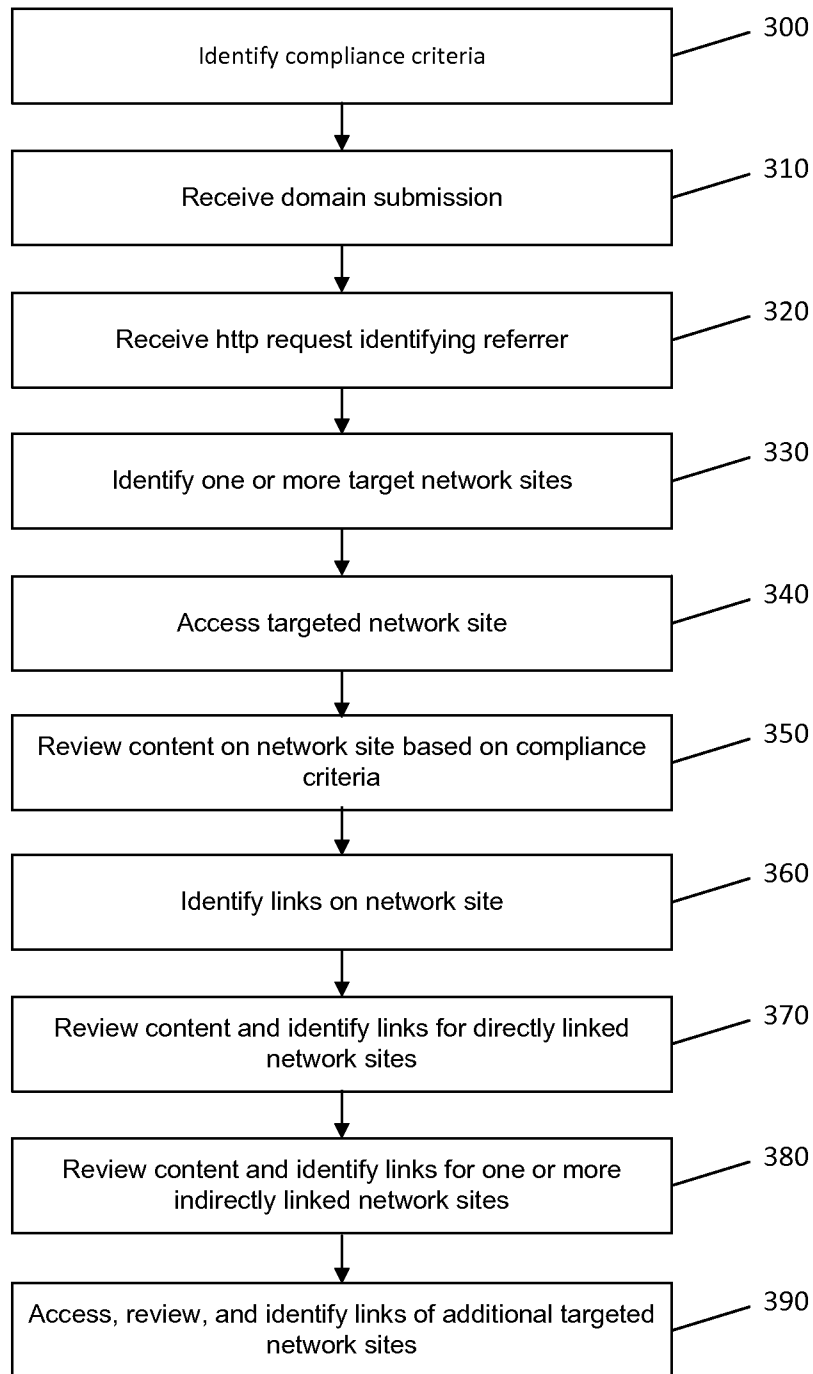 Identify compliance criteria
300
Receive domain submission
310
Receive http request identifying referrer
320
Identify one or more target network sites
330
Access targeted network site
340
Review content on network site based on compliance
criteria
350
Identify links on network site
360
Review content and identify links for directly linked
network sites
370
Review content and identify links for one or more
indirectly linked network sites
380
Access, review, and identify links of additional targeted
network sites
390